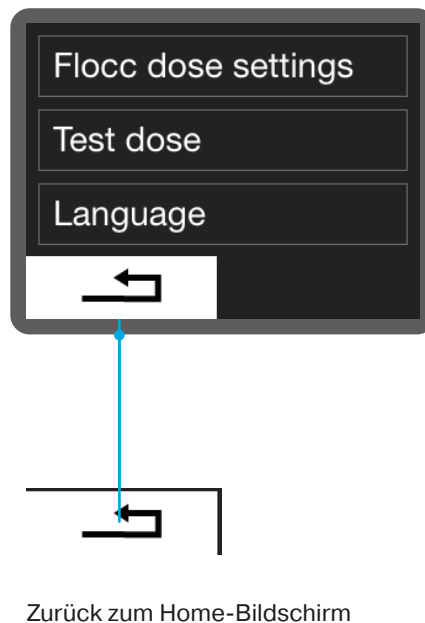 Flocc dose settings
Test dose
Language
Zurück zum Home-Bildschirm